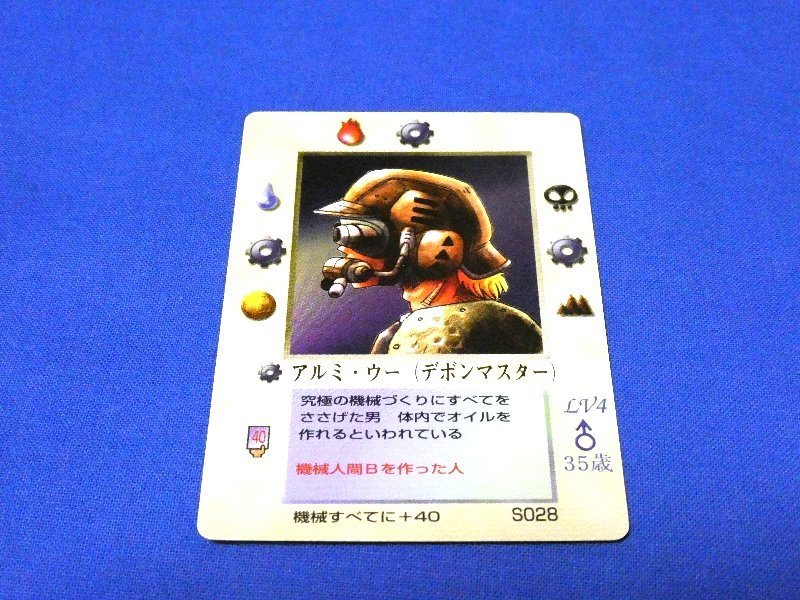 アルミ・ウー (デボンマスター)
究極の機械づくりにすべてを
ささげた男　体内でオイルを
作れるといわれている
機械人間Bを作った人
LV4
35歳
40
機械すべてに+40
S028